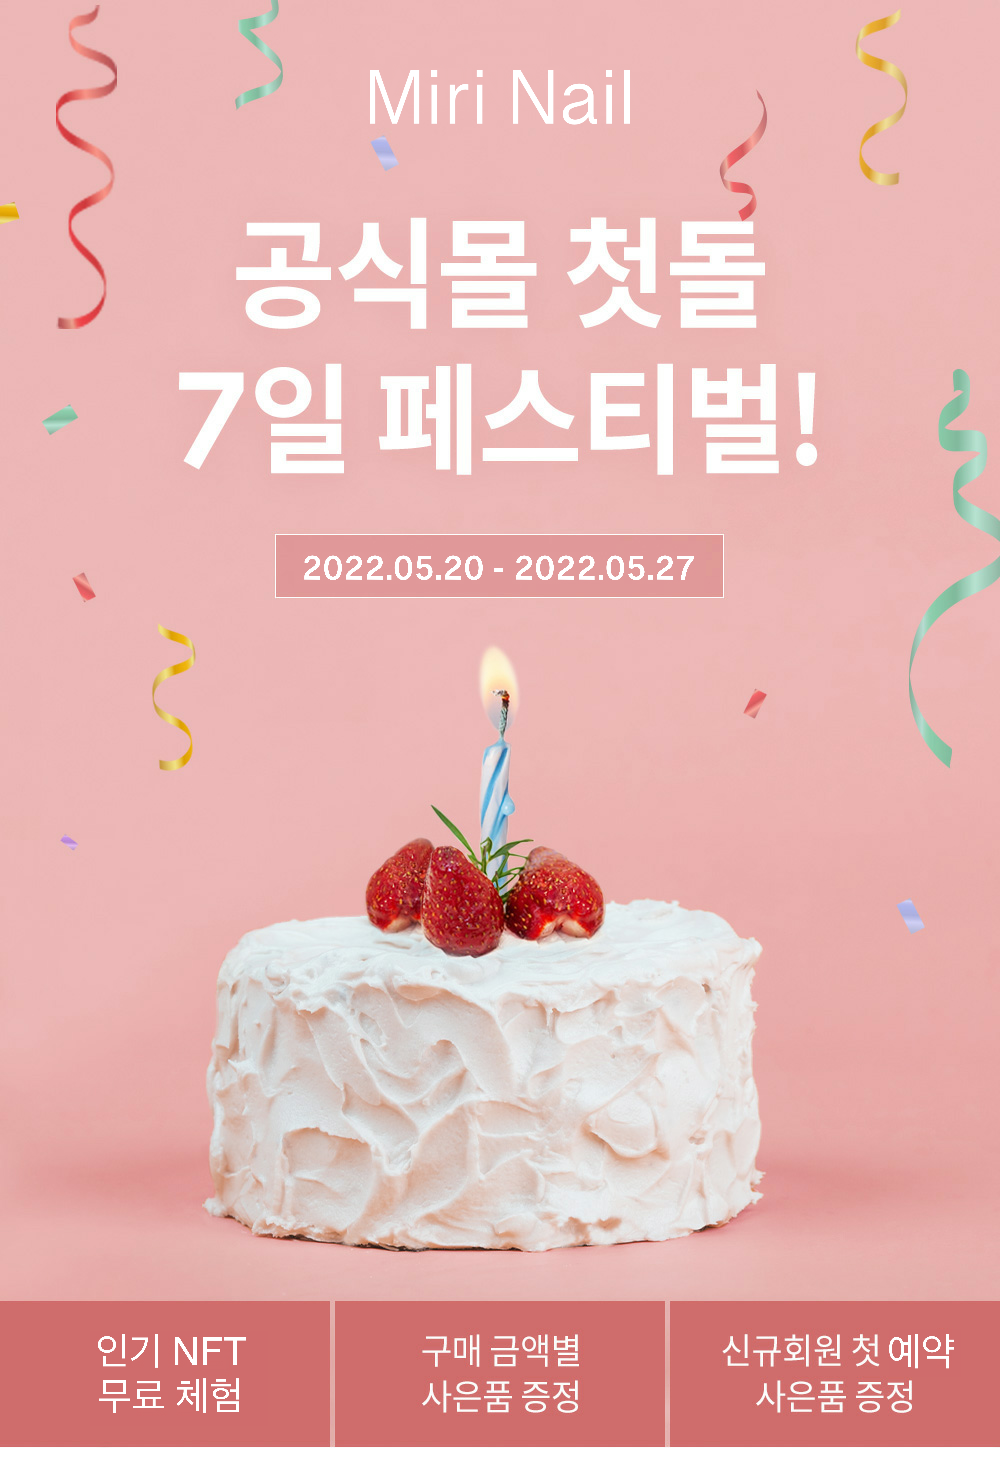 Miri Nail
공식몰 첫돌
7일 페스티벌!
2022.05.20 - 2022.05.27
인기 NFT
무료 체험
구매 금액별
사은품 증정
신규회원 첫 예약
사은품 증정